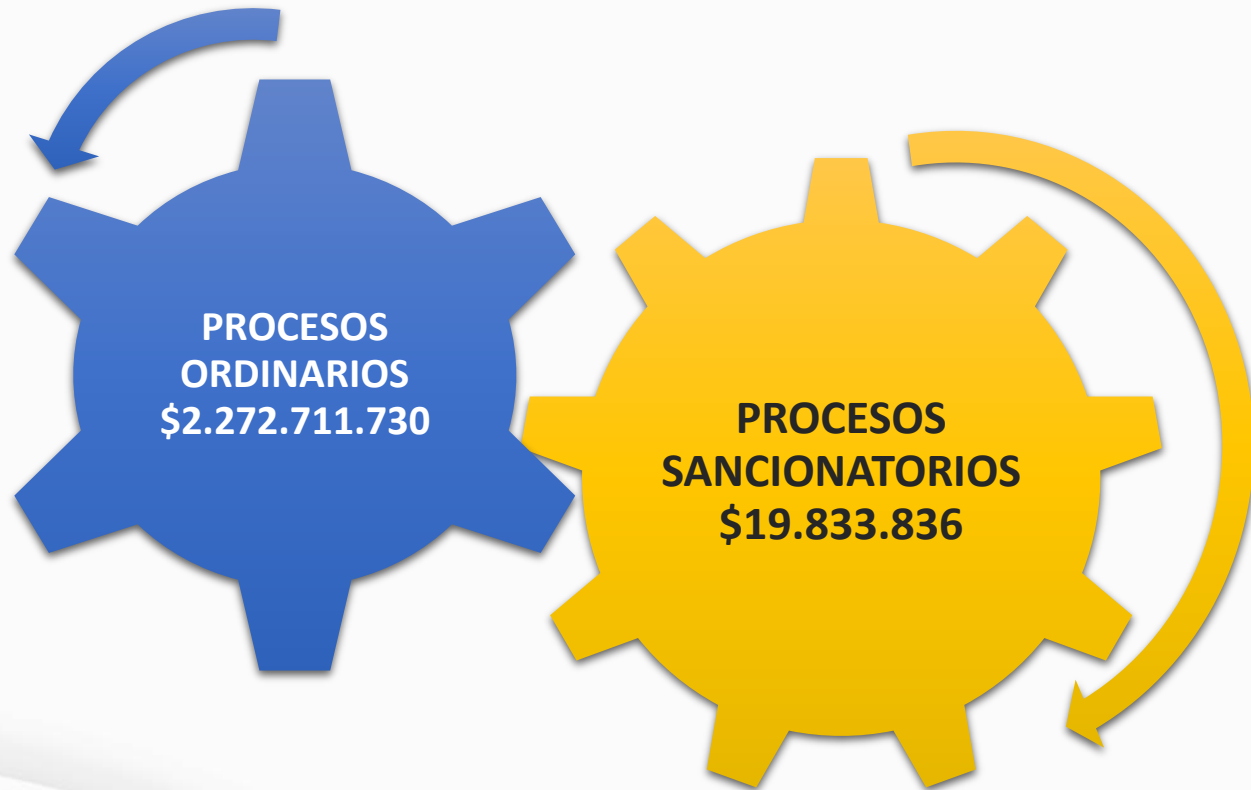 PROCESOS
ORDINARIOS
$2.272.711.730
PROCESOS
SANCIONATORIOS
$19.833.836